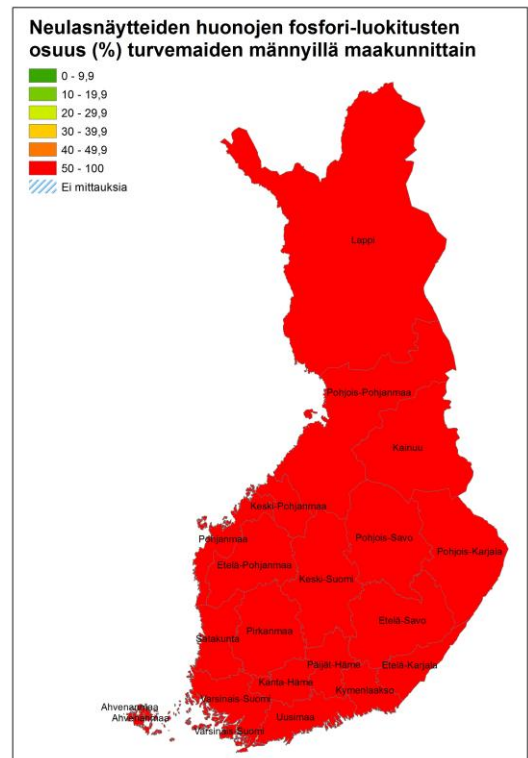 Neulasnäytteiden huonojen fosfori-luokitusten
osuus (%) turvemaiden männyillä maakunnittain
0 - 9,9
10 - 19,9
20 - 29,9
30 - 39,9
40 - 49,9
50 - 100
Ei mittauksia
Lappi
Pohjois-Pohjanmaa
Kainuu
Keski-Pohjanmaa
Pohjanmaa
Pohjois-Savo
Pohjois-Karjala
Etelä-Pohjanmaa
Keski-Suomi
Etelä-Savo
Satakunta
Pirkanmaa
Päijät-Häme
Etelä-Karjala
Kanta-Häme
Kymenlaakso
Varsinais-Suomi
Ahvenanmaa
Ahvenanmaa
Uusimaa
Varsinais-Suomi